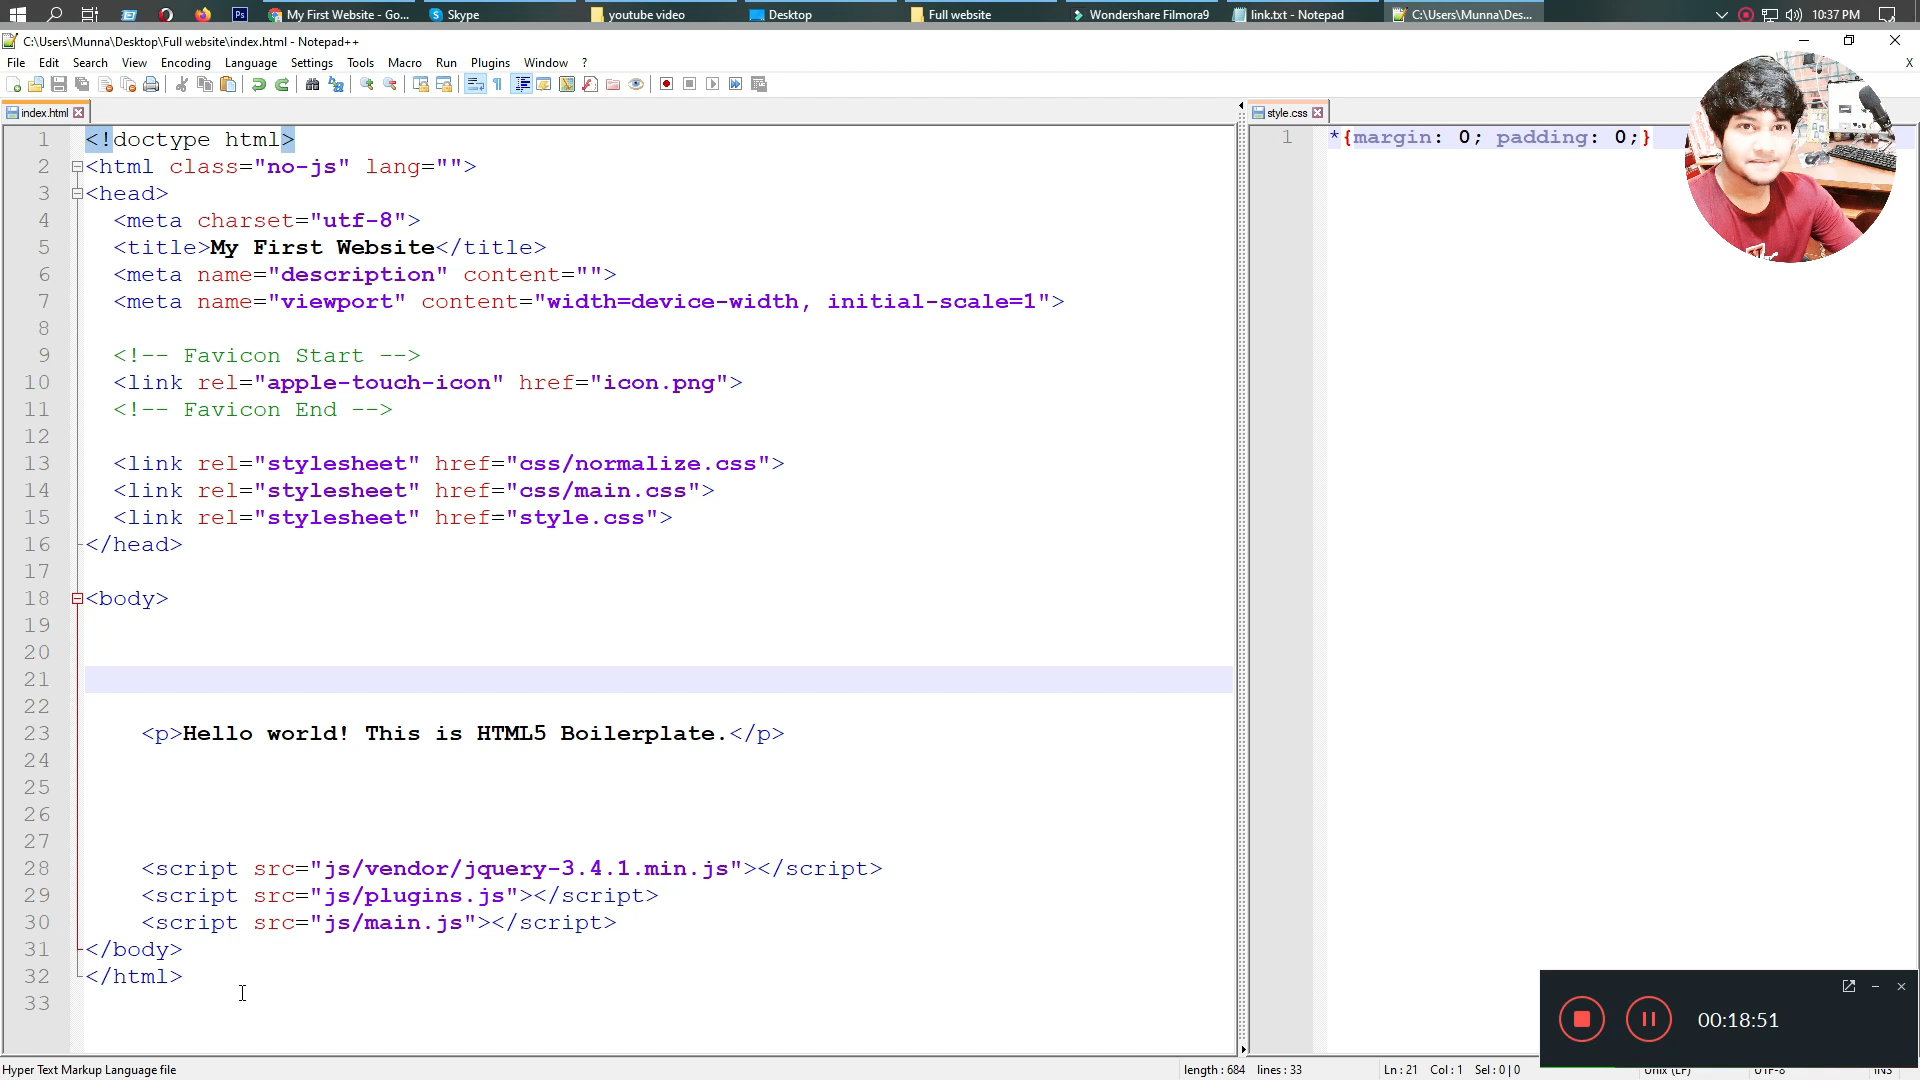 My First Website - Go...
Skype
youtube video
Desktop
Full website
Wondershare Filmora9
link.txt - Notepad
C:\Users\Munna\Des...
10:37 PM
C:\Users\Munna\Desktop\Full website\index.html - Notepad++
File Edit Search View Encoding Language Settings Tools Macro Run Plugins Window ?
X
index.html
style.css
1 <!doctype html>
2 <html class="no-js" lang="">
3 <head>
4 <meta charset="utf-8">
5 <title>My First Website</title>
6 <meta name="description" content="">
7 <meta name="viewport" content="width=device-width, initial-scale=1">
8
9 <!-- Favicon Start -->
10 <link rel="apple-touch-icon" href="icon.png">
11 <!-- Favicon End -->
12
13 <link rel="stylesheet" href="css/normalize.css">
14 <link rel="stylesheet" href="css/main.css">
15 <link rel="stylesheet" href="style.css">
16 </head>
17
18 <body>
19
20
21
22
23 <p>Hello world! This is HTML5 Boilerplate.</p>
24
25
26
27
28 <script src="js/vendor/jquery-3.4.1.min.js"></script>
29 <script src="js/plugins.js"></script>
30 <script src="js/main.js"></script>
31 </body>
32 </html>
33
1 *{margin: 0; padding: 0;}
00:18:51
Hyper Text Markup Language file
length : 684 lines : 33
Ln : 21 Col : 1 Sel : 0 | 0
Unix (LF)
UTF-8
INS